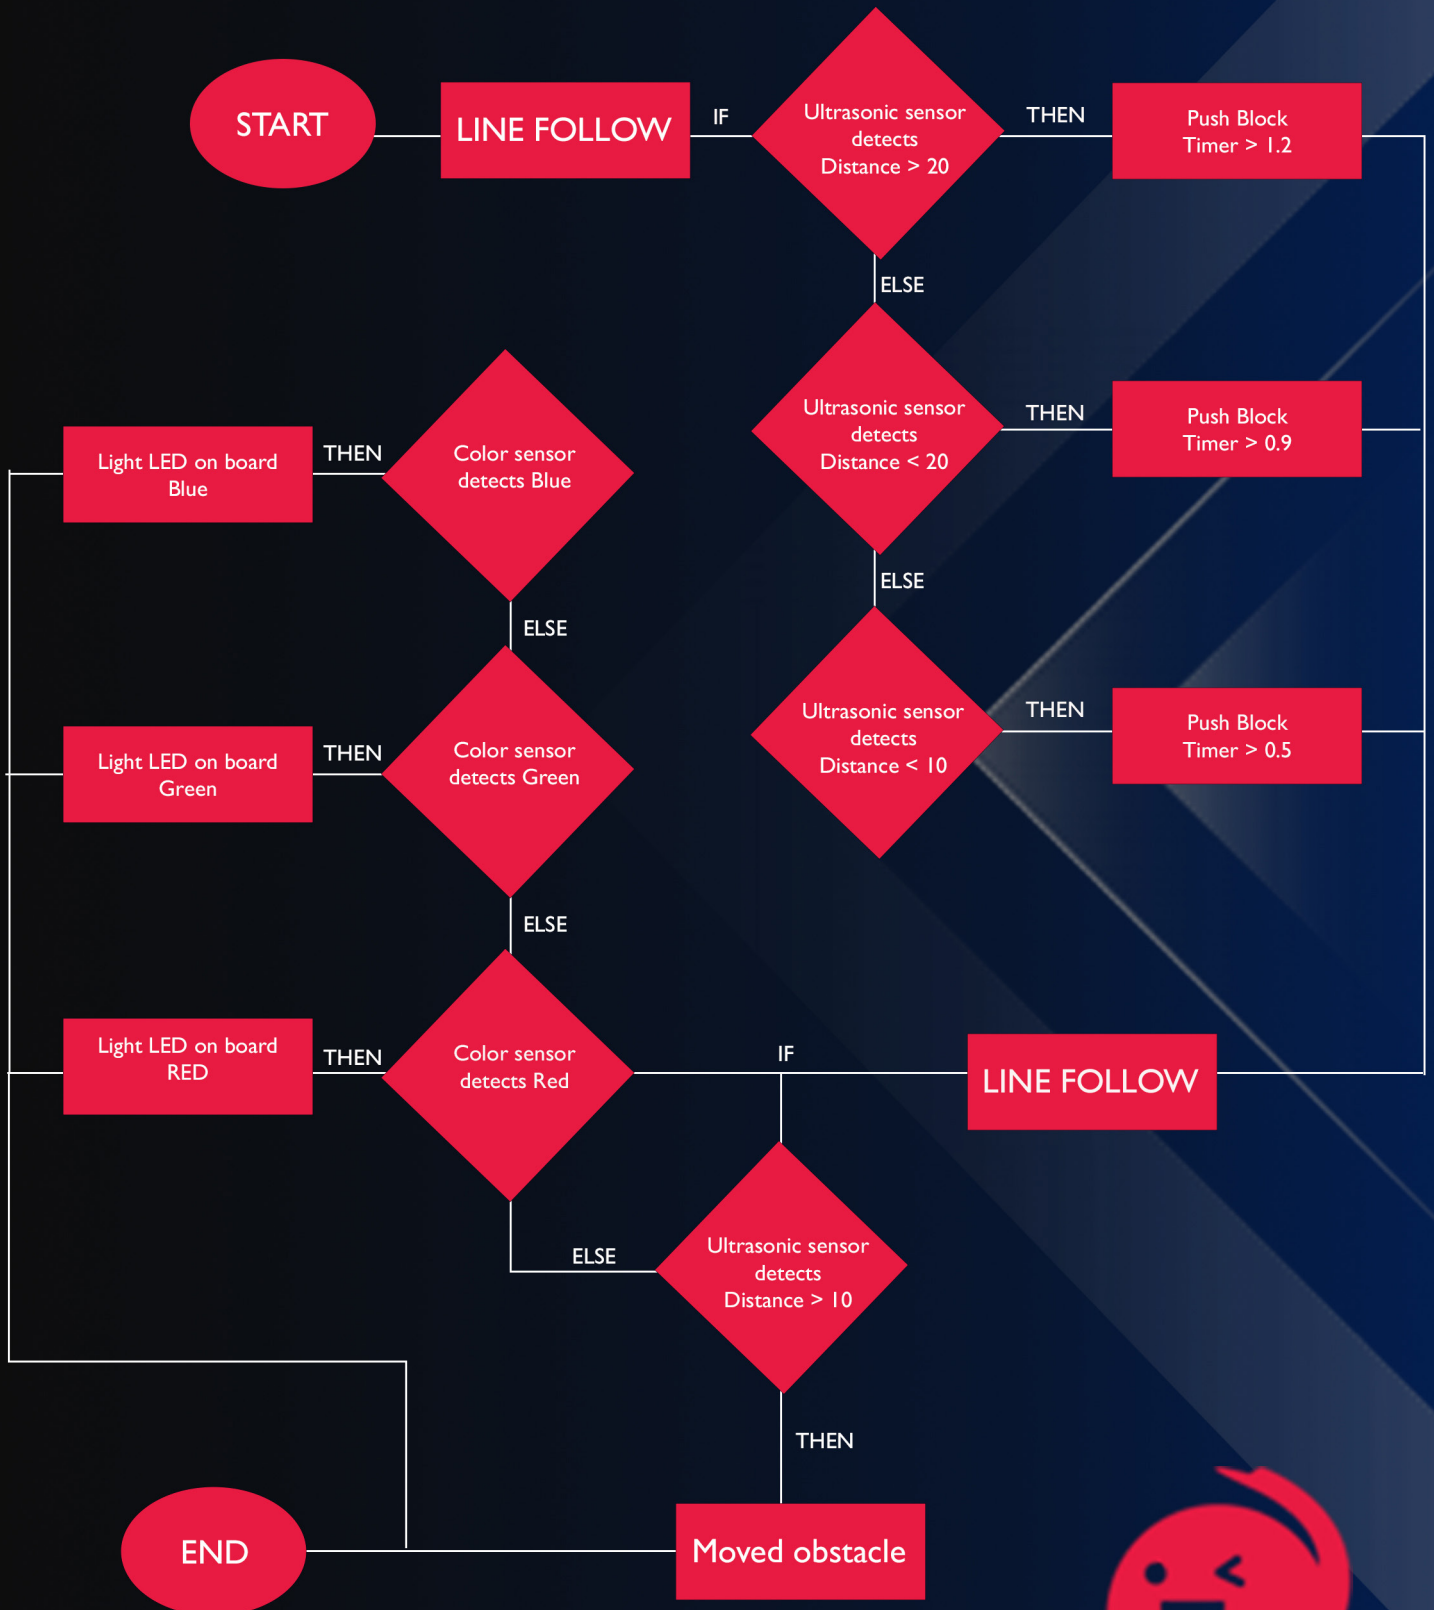 START
LINE FOLLOW
IF
Ultrasonic sensor
detects
Distance > 20
THEN
Push Block
Timer > 1.2
ELSE
Ultrasonic sensor
detects
Distance < 20
THEN
Push Block
Timer > 0.9
ELSE
Ultrasonic sensor
detects
Distance < 10
THEN
Push Block
Timer > 0.5
LINE FOLLOW
IF
Color sensor
detects Blue
THEN
Light LED on board
Blue
ELSE
Color sensor
detects Green
THEN
Light LED on board
Green
ELSE
Color sensor
detects Red
THEN
Light LED on board
RED
ELSE
Ultrasonic sensor
detects
Distance > 10
THEN
Moved obstacle
END